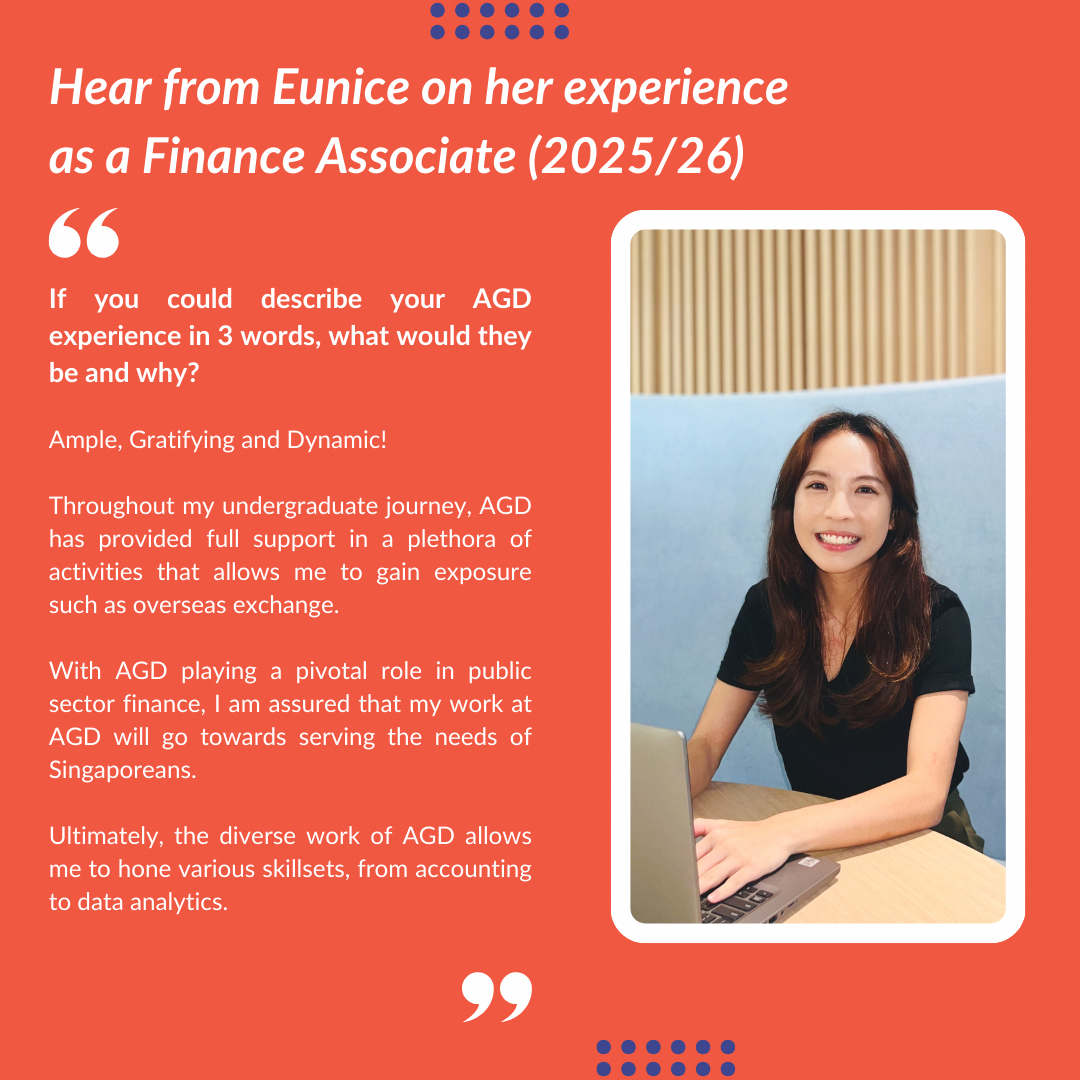 Hear from Eunice on her experience
as a Finance Associate (2025/26)
“
If you could describe your AGD
experience in 3 words, what would they
be and why?
Ample, Gratifying and Dynamic!
Throughout my undergraduate journey, AGD
has provided full support in a plethora of
activities that allows me to gain exposure
such as overseas exchange.
With AGD playing a pivotal role in public
sector finance, I am assured that my work at
AGD will go towards serving the needs of
Singaporeans.
Ultimately, the diverse work of AGD allows
me to hone various skillsets, from accounting
to data analytics.
”